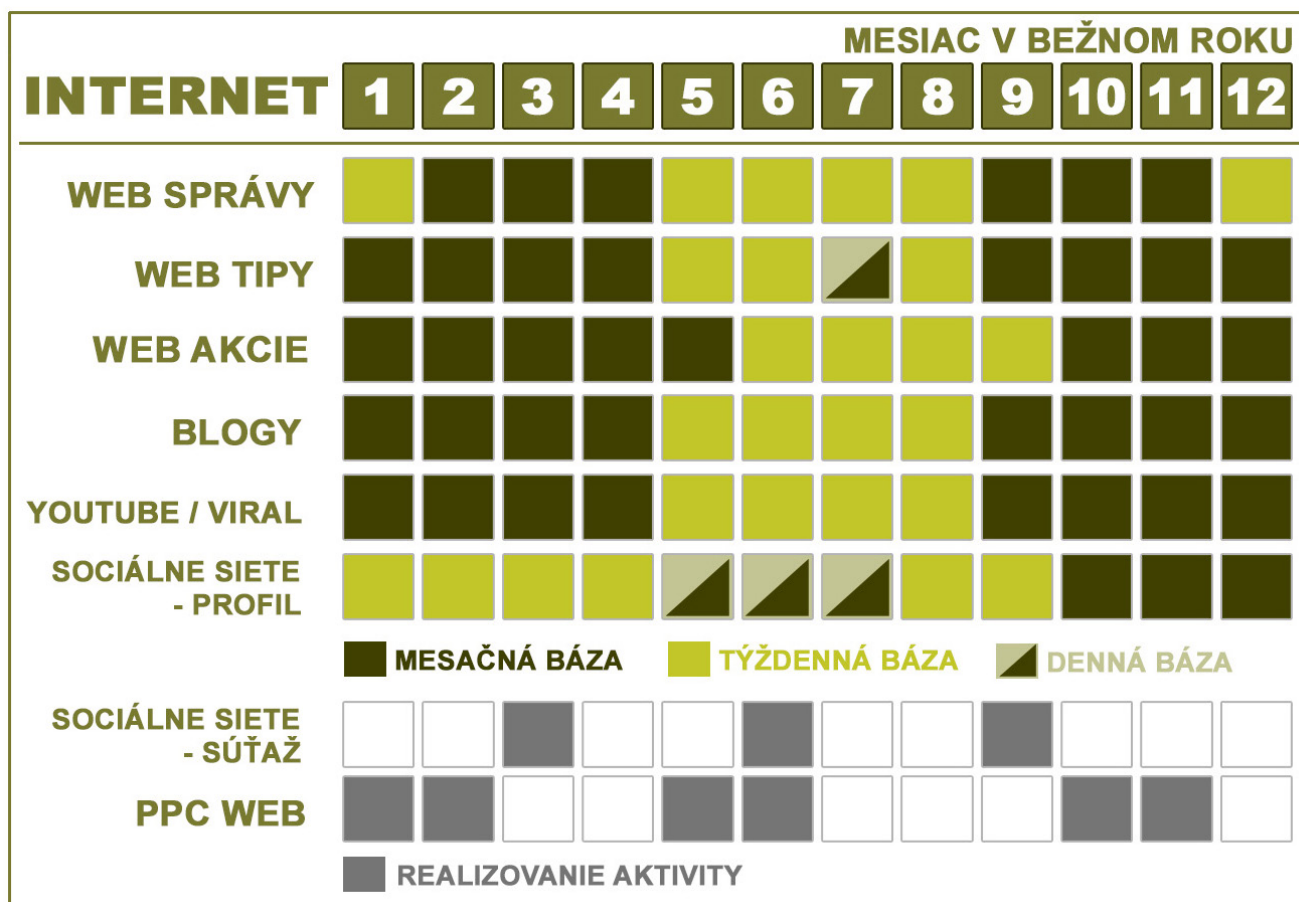 MESIAC V BEŽNOM ROKU
INTERNET 1 2 3 4 5 6 7 8 9 10 11 12
WEB SPRÁVY
WEB TIPY
WEB AKCIE
BLOGY
YOUTUBE / VIRAL
SOCIÁLNE SIETE
- PROFIL
MESAČNÁ BÁZA TÝŽDENNÁ BÁZA DENNÁ BÁZA
SOCIÁLNE SIETE
- SÚŤAŽ
PPC WEB
REALIZOVANIE AKTIVITY